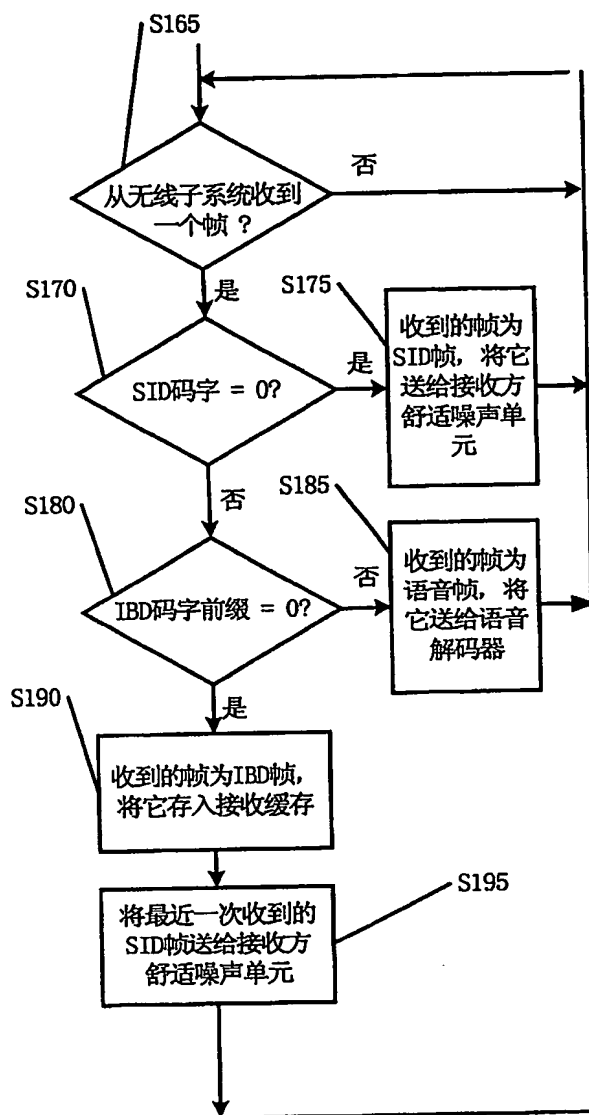 S165
从无线子系统收到
一个帧 ?
否
是
S170
SID码字 = 0?
是
S175
收到的帧为
SID帧, 将它
送给接收方
舒适噪声单
元
否
S180
IBD码字前缀 = 0?
否
S185
收到的帧为
语音帧, 将
它送给语音
解码器
是
S190
收到的帧为IBD帧,
将它存入接收缓存
S195
将最近一次收到的
SID帧送给接收方
舒适噪声单元